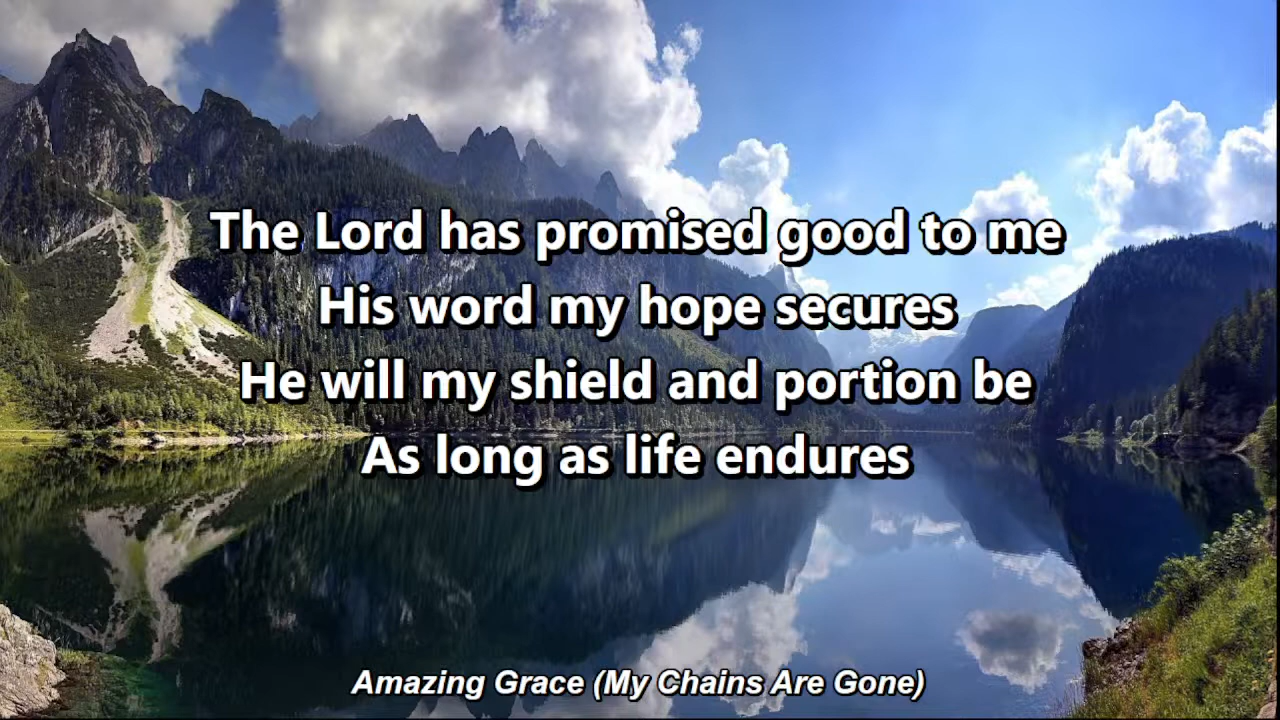 The Lord has promised good to me
His word my hope secures
He will my shield and portion be
As long as life endures
Amazing Grace (My Chains Are Gone)